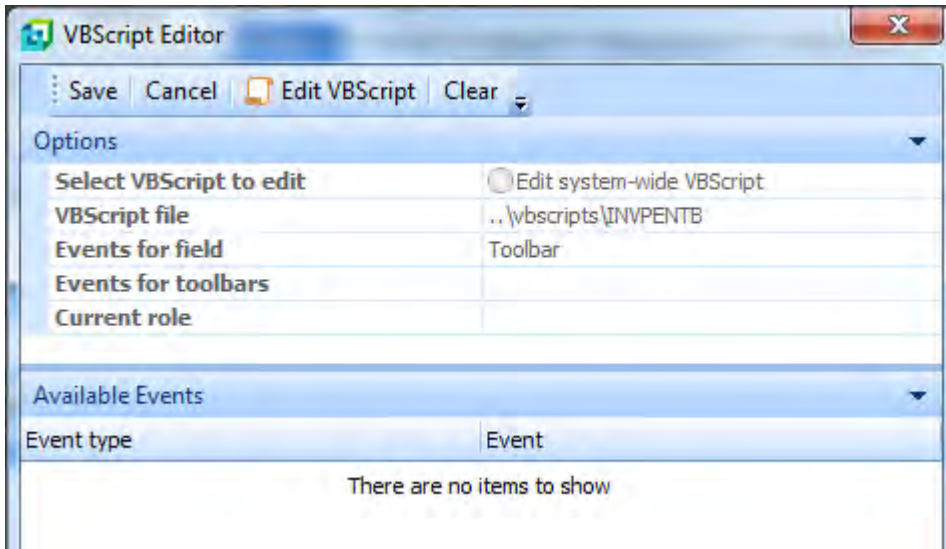 VBScript Editor
Save Cancel Edit VBScript Clear
Options
Select VBScript to edit Edit system-wide VBScript
VBScript file ..\vbscripts\INVPENTB
Events for field Toolbar
Events for toolbars
Current role
Available Events
Event type Event
There are no items to show